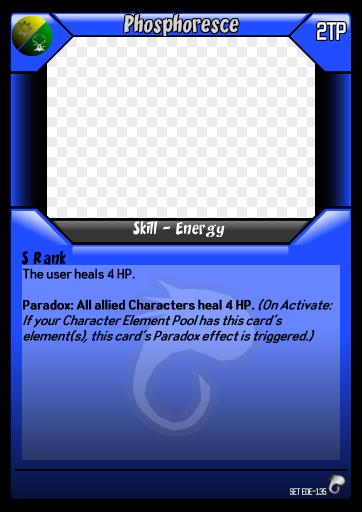 Phosphoresce
2TP
Skill - Energy
S Rank
The user heals 4 HP.
Paradox: All allied Characters heal 4 HP. (On Activate:
If your Character Element Pool has this card's
element(s), this card's Paradox effect is triggered.)
SET EOE-135